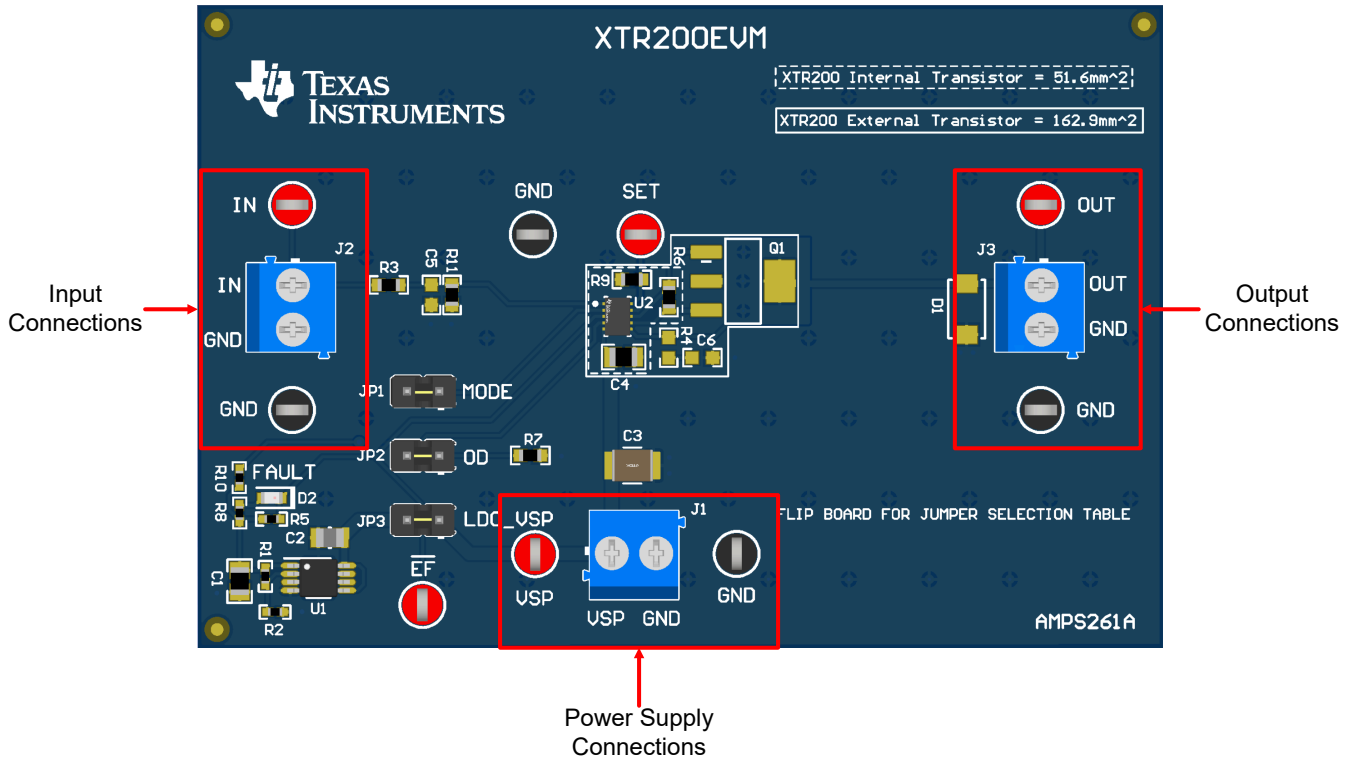 XTR200EVM
TEXAS
INSTRUMENTS
XTR200 Internal Transistor = 51.6mm^2
XTR200 External Transistor = 162.9mm^2
Input
Connections
IN
J2
IN
GND
GND
R3
C5
R11
GND
SET
R6
Q1
R9
U2
R4
C6
C4
OUT
J3
OUT
GND
D1
GND
Output
Connections
JP1
MODE
JP2
OD
R7
C3
JP3
LDO_VSP
EF
R10
FAULT
D2
R8
R5
C2
R1
C1
U1
R2
J1
VSP
VSP
GND
GND
FLIP BOARD FOR JUMPER SELECTION TABLE
AMPS261A
Power Supply
Connections